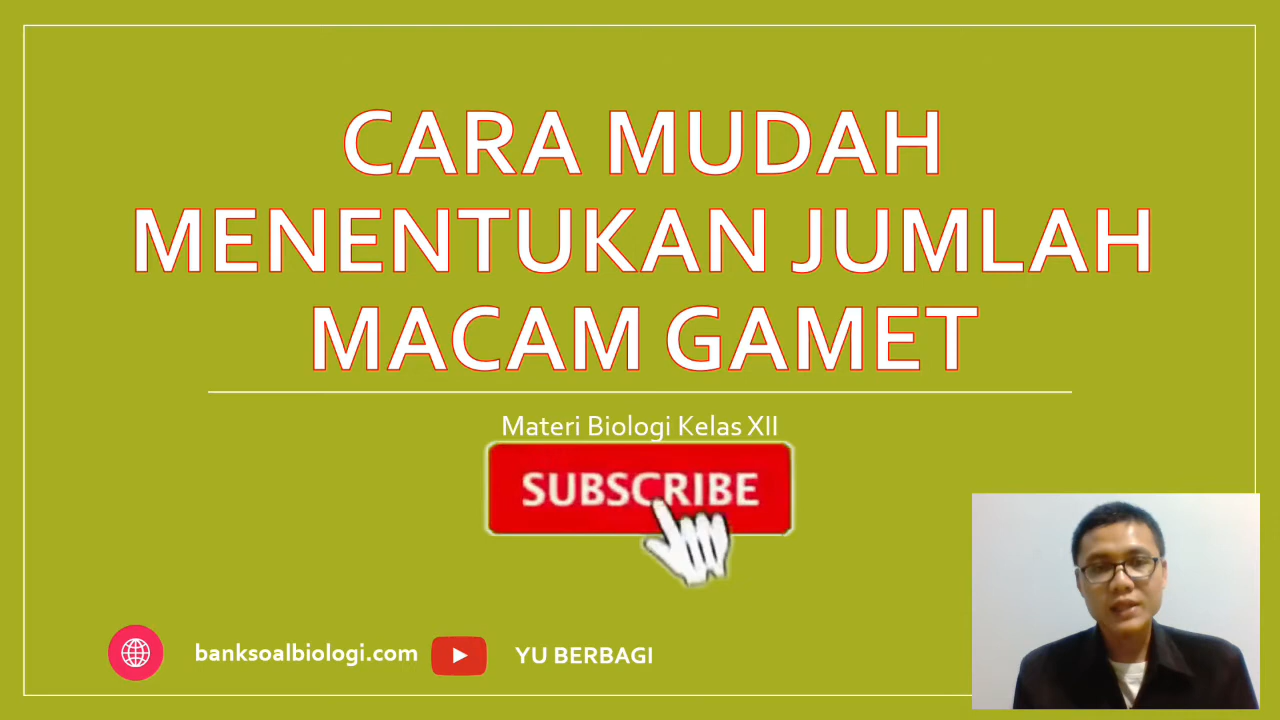 CARA MUDAH
MENENTUKAN JUMLAH
MACAM GAMET
Materi Biologi Kelas XII
SUBSCRIBE
banksoalbiologi.com
YU BERBAGI